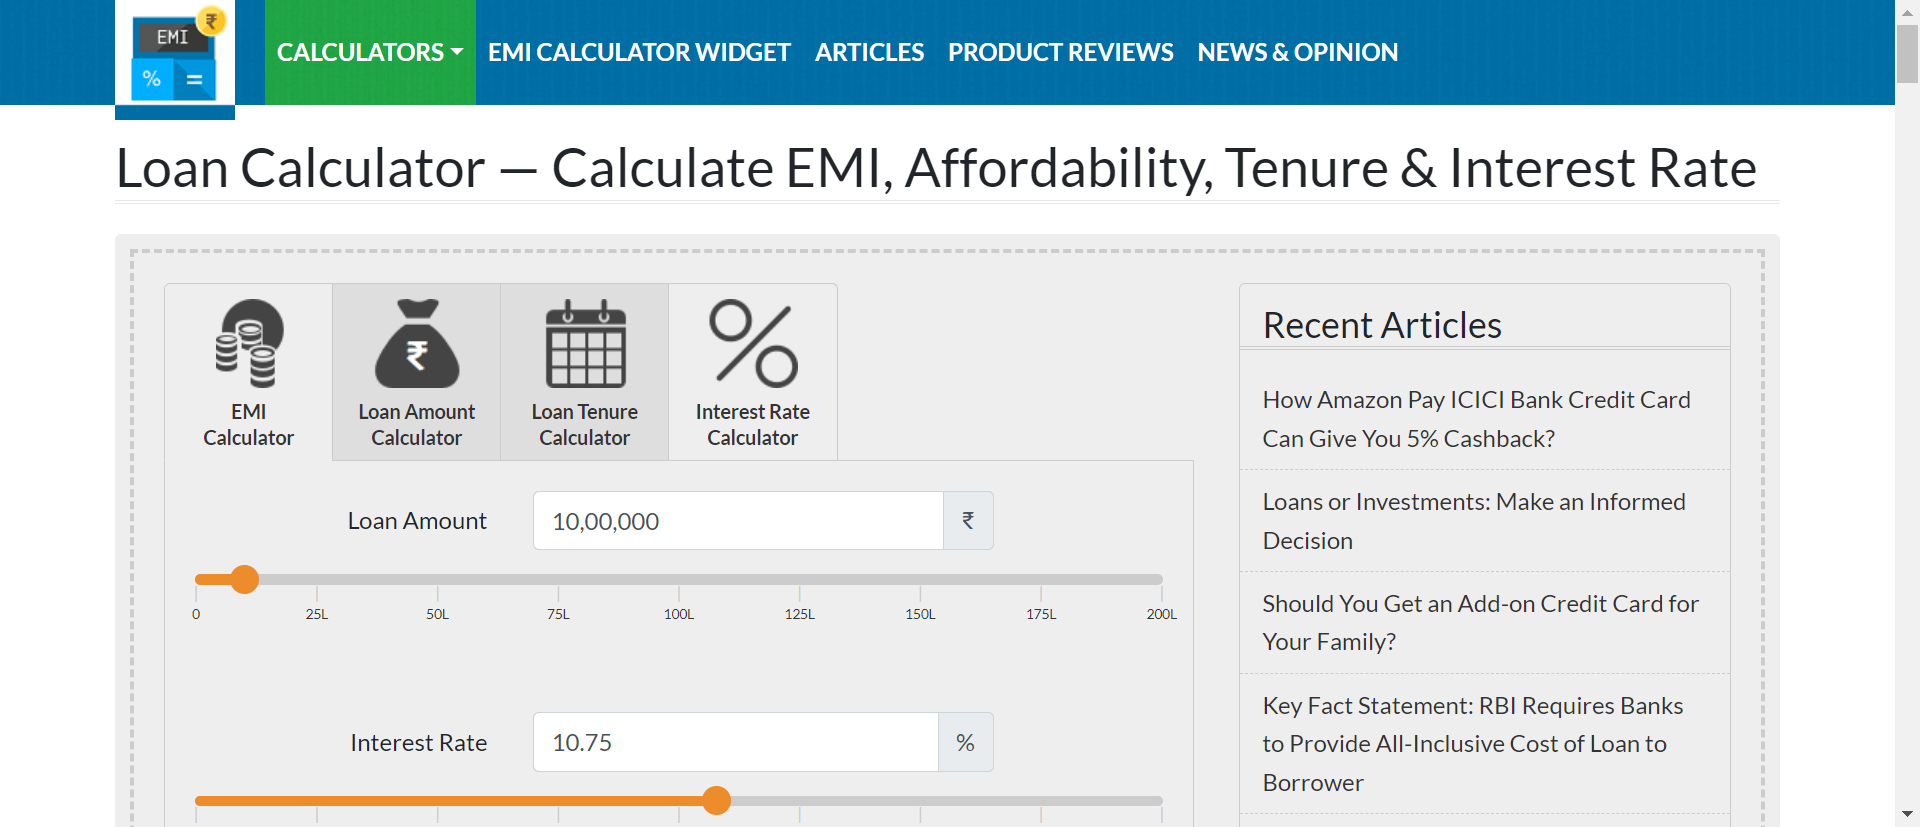 EMI
₹
%
=
CALCULATORS
EMI CALCULATOR WIDGET
ARTICLES
PRODUCT REVIEWS
NEWS & OPINION
Loan Calculator — Calculate EMI, Affordability, Tenure & Interest Rate
EMI
Calculator
₹
Loan Amount
Calculator
Loan Tenure
Calculator
Interest Rate
Calculator
Loan Amount
10,00,000
₹
0 25L 50L 75L 100L 125L 150L 175L 200L
Interest Rate
10.75
%
Recent Articles
How Amazon Pay ICICI Bank Credit Card
Can Give You 5% Cashback?
Loans or Investments: Make an Informed
Decision
Should You Get an Add-on Credit Card for
Your Family?
Key Fact Statement: RBI Requires Banks
to Provide All-Inclusive Cost of Loan to
Borrower